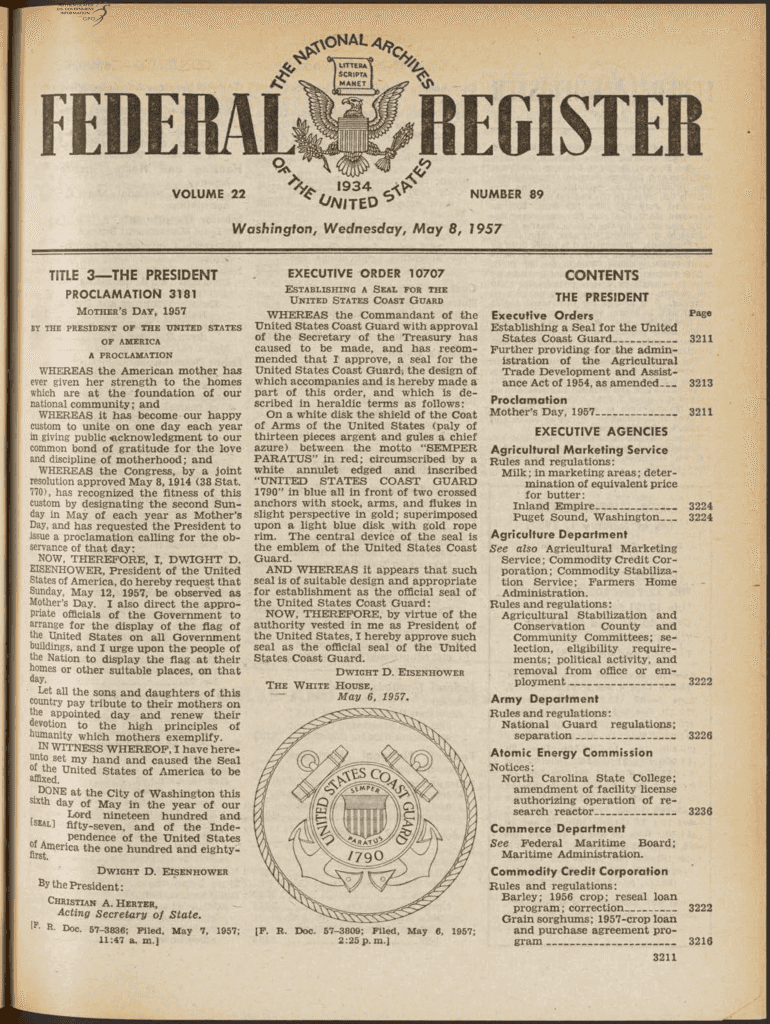 THE NATIONAL ARCHIVES
LITTERA
SCRIPTA
MANET
FEDERAL REGISTER
1934
OF THE UNITED STATES
VOLUME 22
NUMBER 89
Washington, Wednesday, May 8, 1957
TITLE 3—THE PRESIDENT
PROCLAMATION 3181
MOTHER'S DAY, 1957
BY THE PRESIDENT OF THE UNITED STATES
OF AMERICA
A PROCLAMATION
WHEREAS the American mother has
ever given her strength to the homes
which are at the foundation of our
national community; and
WHEREAS it has become our happy
custom to unite on one day each year
in giving public acknowledgment to our
common bond of gratitude for the love
and discipline of motherhood; and
WHEREAS the Congress, by a joint
resolution approved May 8, 1914 (38 Stat.
770), has recognized the fitness of this
custom by designating the second Sun-
day in May of each year as Mother's
Day, and has requested the President to
issue a proclamation calling for the ob-
servance of that day:
NOW, THEREFORE, I, DWIGHT D.
EISENHOWER, President of the United
States of America, do hereby request that
Sunday, May 12, 1957, be observed as
Mother's Day. I also direct the appro-
priate officials of the Government to
arrange for the display of the flag of
the United States on all Government
buildings, and I urge upon the people of
the Nation to display the flag at their
homes or other suitable places, on that
day.
Let all the sons and daughters of this
country pay tribute to their mothers on
the appointed day and renew their
devotion to the high principles of
humanity which mothers exemplify.
IN WITNESS WHEREOF, I have here-
unto set my hand and caused the Seal
of the United States of America to be
affixed.
DONE at the City of Washington this
sixth day of May in the year of our
Lord nineteen hundred and
[SEAL] fifty-seven, and of the Inde-
pendence of the United States
of America the one hundred and eighty-
first.
DWIGHT D. EISENHOWER
By the President:
CHRISTIAN A. HERTER,
Acting Secretary of State.
[F. R. Doc. 57-3836; Filed, May 7, 1957;
11:47 a. m.]
EXECUTIVE ORDER 10707
ESTABLISHING A SEAL FOR THE
UNITED STATES COAST GUARD
WHEREAS the Commandant of the
United States Coast Guard with approval
of the Secretary of the Treasury has
caused to be made, and has recom-
mended that I approve, a seal for the
United States Coast Guard, the design of
which accompanies and is hereby made a
part of this order, and which is de-
scribed in heraldic terms as follows:
On a white disk the shield of the Coat
of Arms of the United States (paly of
thirteen pieces argent and gules a chief
azure) between the motto "SEMPER
PARATUS" in red; circumscribed by a
white annulet edged and inscribed
"UNITED STATES COAST GUARD
1790" in blue all in front of two crossed
anchors with stock, arms, and flukes in
slight perspective in gold; superimposed
upon a light blue disk with gold rope
rim. The central device of the seal is
the emblem of the United States Coast
Guard.
AND WHEREAS it appears that such
seal is of suitable design and appropriate
for establishment as the official seal of
the United States Coast Guard:
NOW, THEREFORE, by virtue of the
authority vested in me as President of
the United States, I hereby approve such
seal as the official seal of the United
States Coast Guard.
DWIGHT D. EISENHOWER
THE WHITE HOUSE,
May 6, 1957.
UNITED STATES COAST GUARD
SEMPER
PARATUS
1790
[F. R. Doc. 57-3809; Filed, May 6, 1957;
2:25 p. m.]
CONTENTS
THE PRESIDENT
Executive Orders Page
Establishing a Seal for the United
States Coast Guard 3211
Further providing for the admin-
istration of the Agricultural
Trade Development and Assist-
ance Act of 1954, as amended 3213
Proclamation
Mother's Day, 1957 3211
EXECUTIVE AGENCIES
Agricultural Marketing Service
Rules and regulations:
Milk; in marketing areas; deter-
mination of equivalent price
for butter:
Inland Empire 3224
Puget Sound, Washington 3224
Agriculture Department
See also Agricultural Marketing
Service; Commodity Credit Cor-
poration; Commodity Stabiliza-
tion Service; Farmers Home
Administration.
Rules and regulations:
Agricultural Stabilization and
Conservation County and
Community Committees; se-
lection, eligibility require-
ments; political activity, and
removal from office or em-
ployment 3222
Army Department
Rules and regulations:
National Guard regulations;
separation 3226
Atomic Energy Commission
Notices:
North Carolina State College;
amendment of facility license
authorizing operation of re-
search reactor 3236
Commerce Department
See Federal Maritime Board;
Maritime Administration.
Commodity Credit Corporation
Rules and regulations:
Barley; 1956 crop; reseal loan
program; correction 3222
Grain sorghums; 1957-crop loan
and purchase agreement pro-
gram 3216
3211